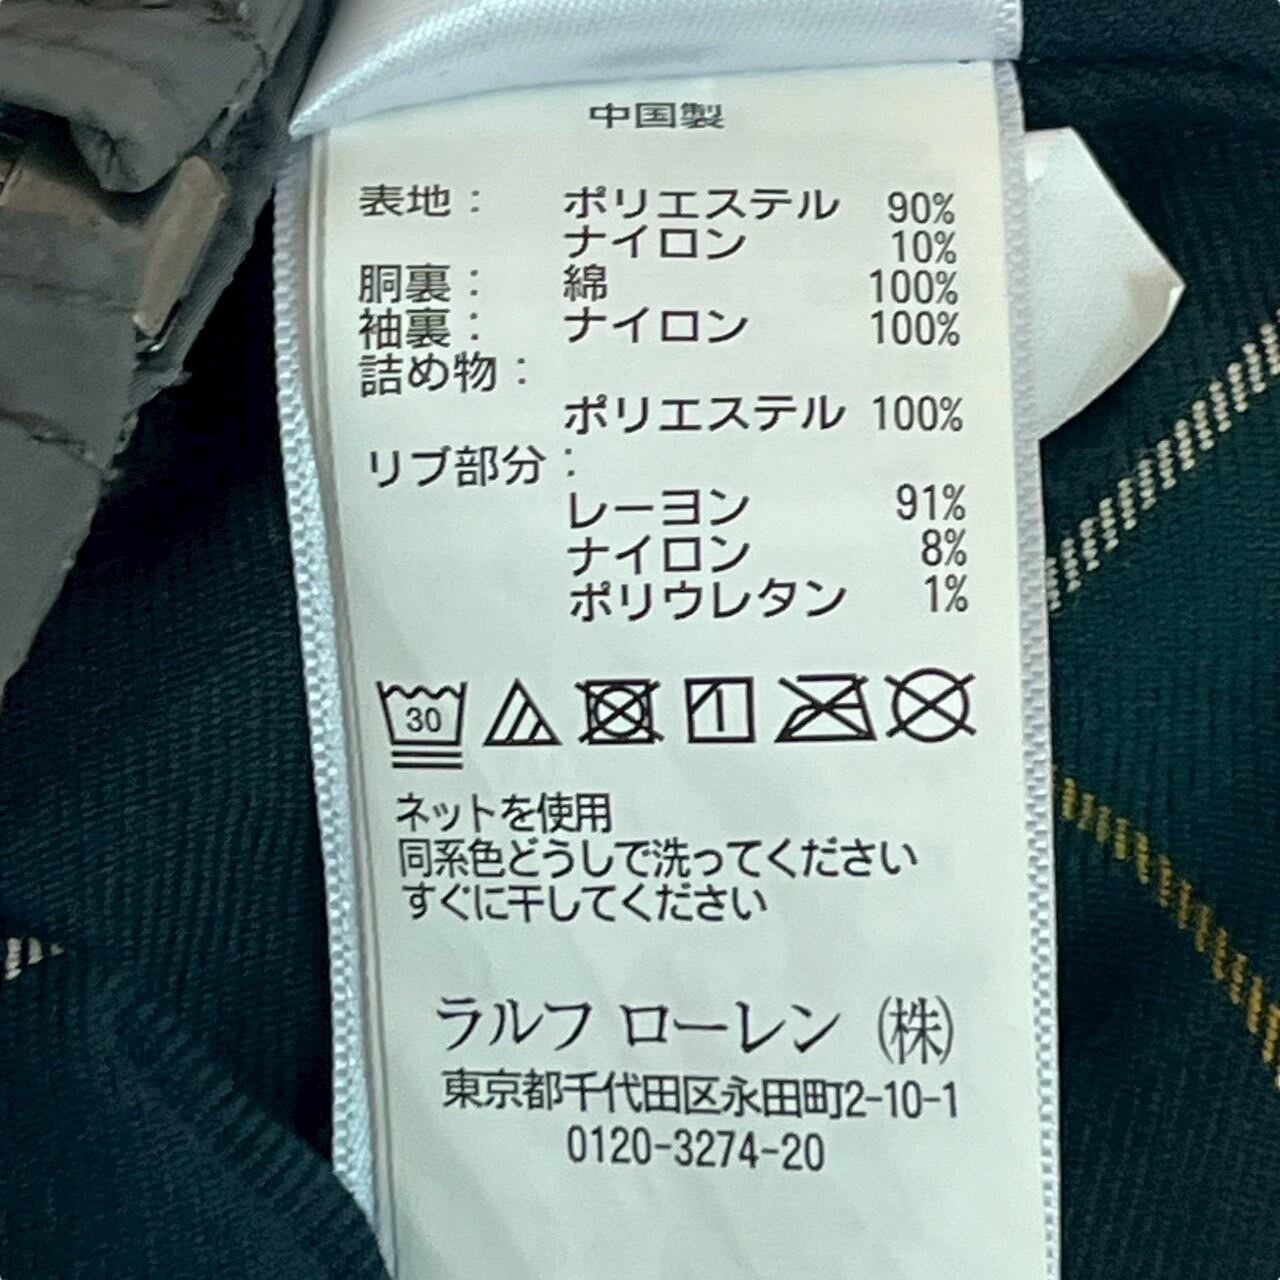 中国製
表地： ポリエステル 90%
ナイロン 10%
胴裏： 綿 100%
袖裏： ナイロン 100%
詰め物：
ポリエステル 100%
リブ部分：
レーヨン 91%
ナイロン 8%
ポリウレタン 1%
30
ネットを使用
同系色どうしで洗ってください
すぐに干してください
ラルフ ローレン (株)
東京都千代田区永田町2-10-1
0120-3274-20